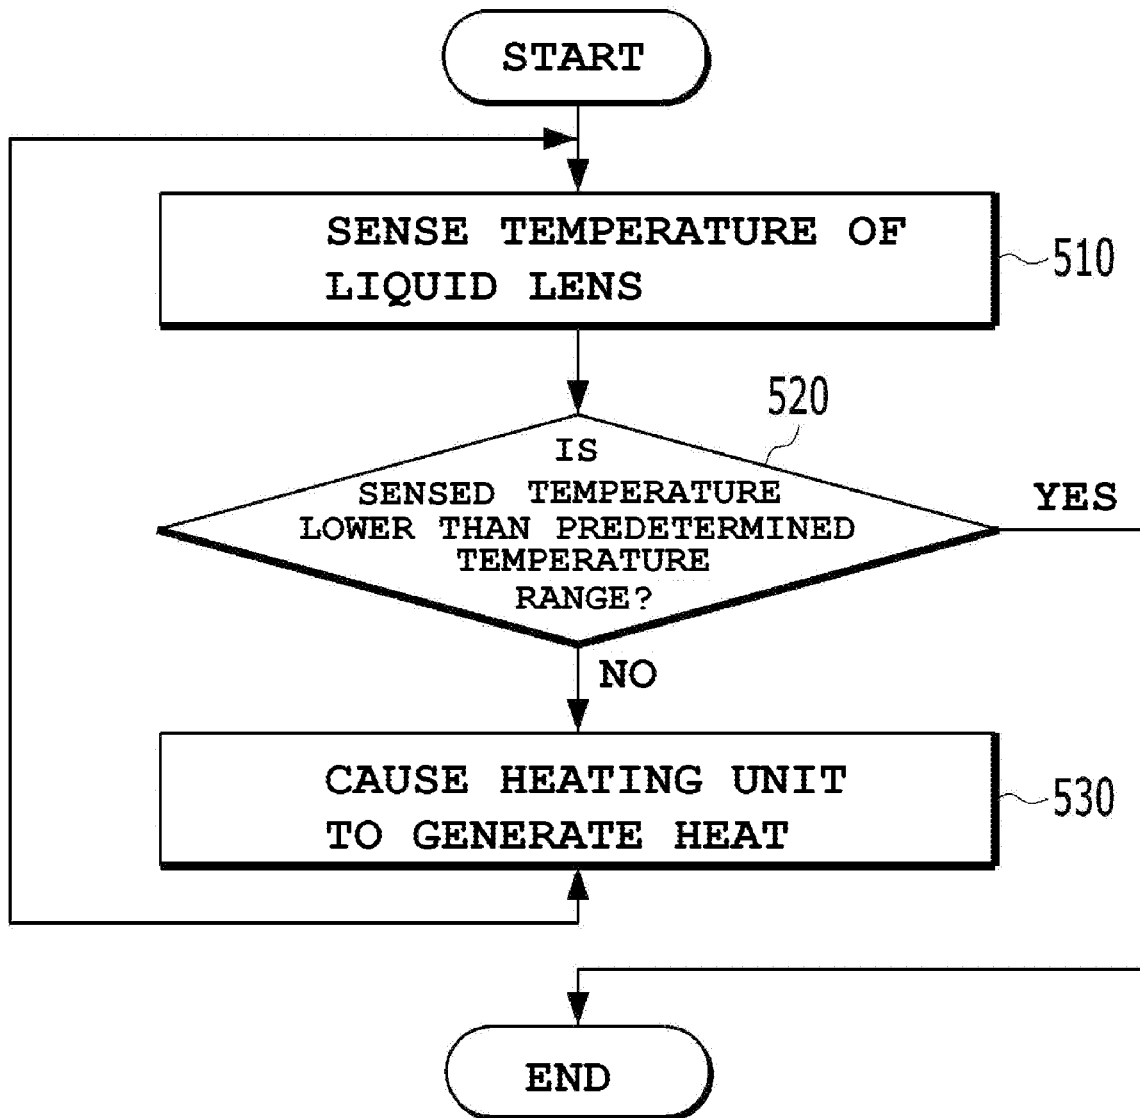 START
SENSE TEMPERATURE OF
LIQUID LENS
510
520
IS
SENSED TEMPERATURE
LOWER THAN PREDETERMINED
TEMPERATURE
RANGE?
YES
NO
CAUSE HEATING UNIT
TO GENERATE HEAT
530
END